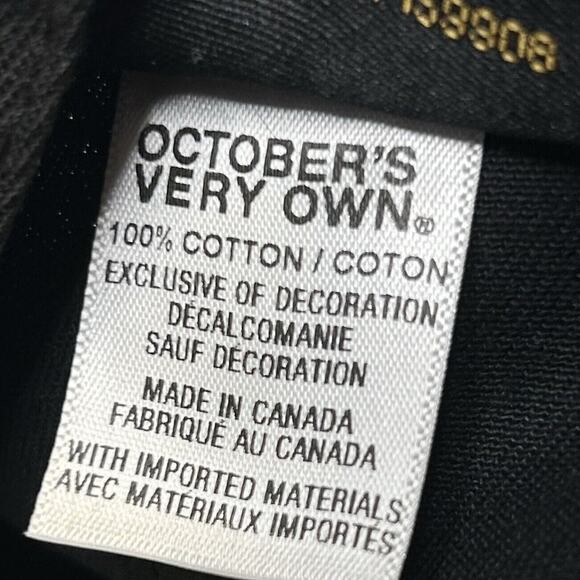 OCTOBER'S
VERY OWN®
100% COTTON / COTON
EXCLUSIVE OF DECORATION
DÉCALCOMANIE
SAUF DÉCORATION
MADE IN CANADA
FABRIQUÉ AU CANADA
WITH IMPORTED MATERIALS
AVEC MATÉRIAUX IMPORTÉS